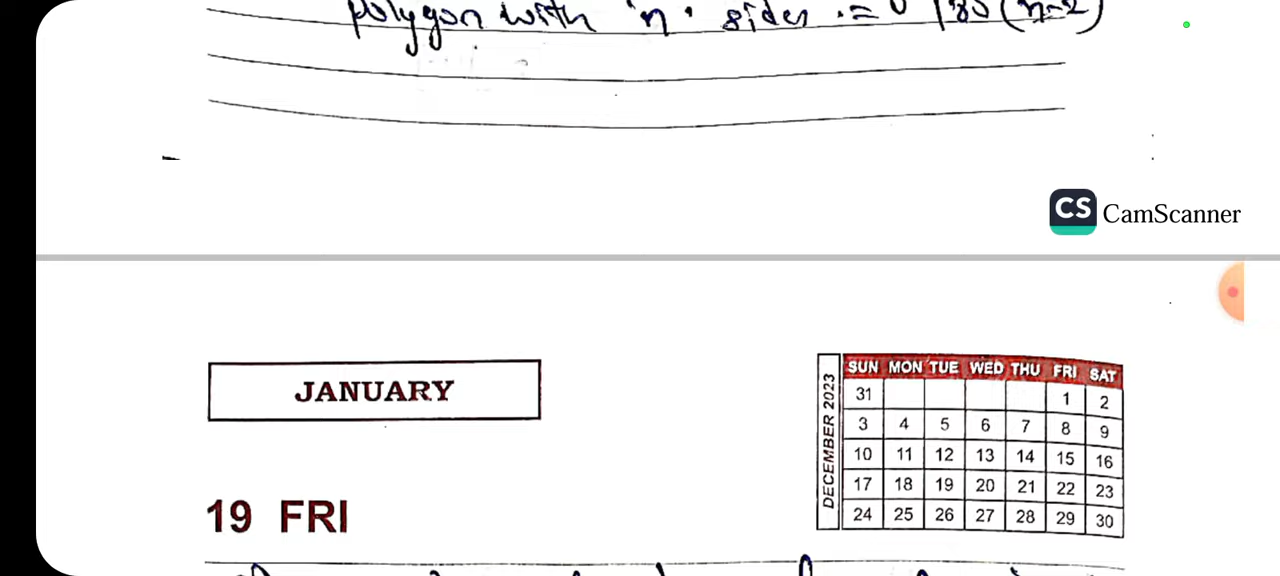 polygon with 'n' sides := 180(n-2)
CS CamScanner
JANUARY
DECEMBER 2023
SUN MON TUE WED THU FRI SAT
31 1 2
3 4 5 6 7 8 9
10 11 12 13 14 15 16
17 18 19 20 21 22 23
24 25 26 27 28 29 30
19 FRI